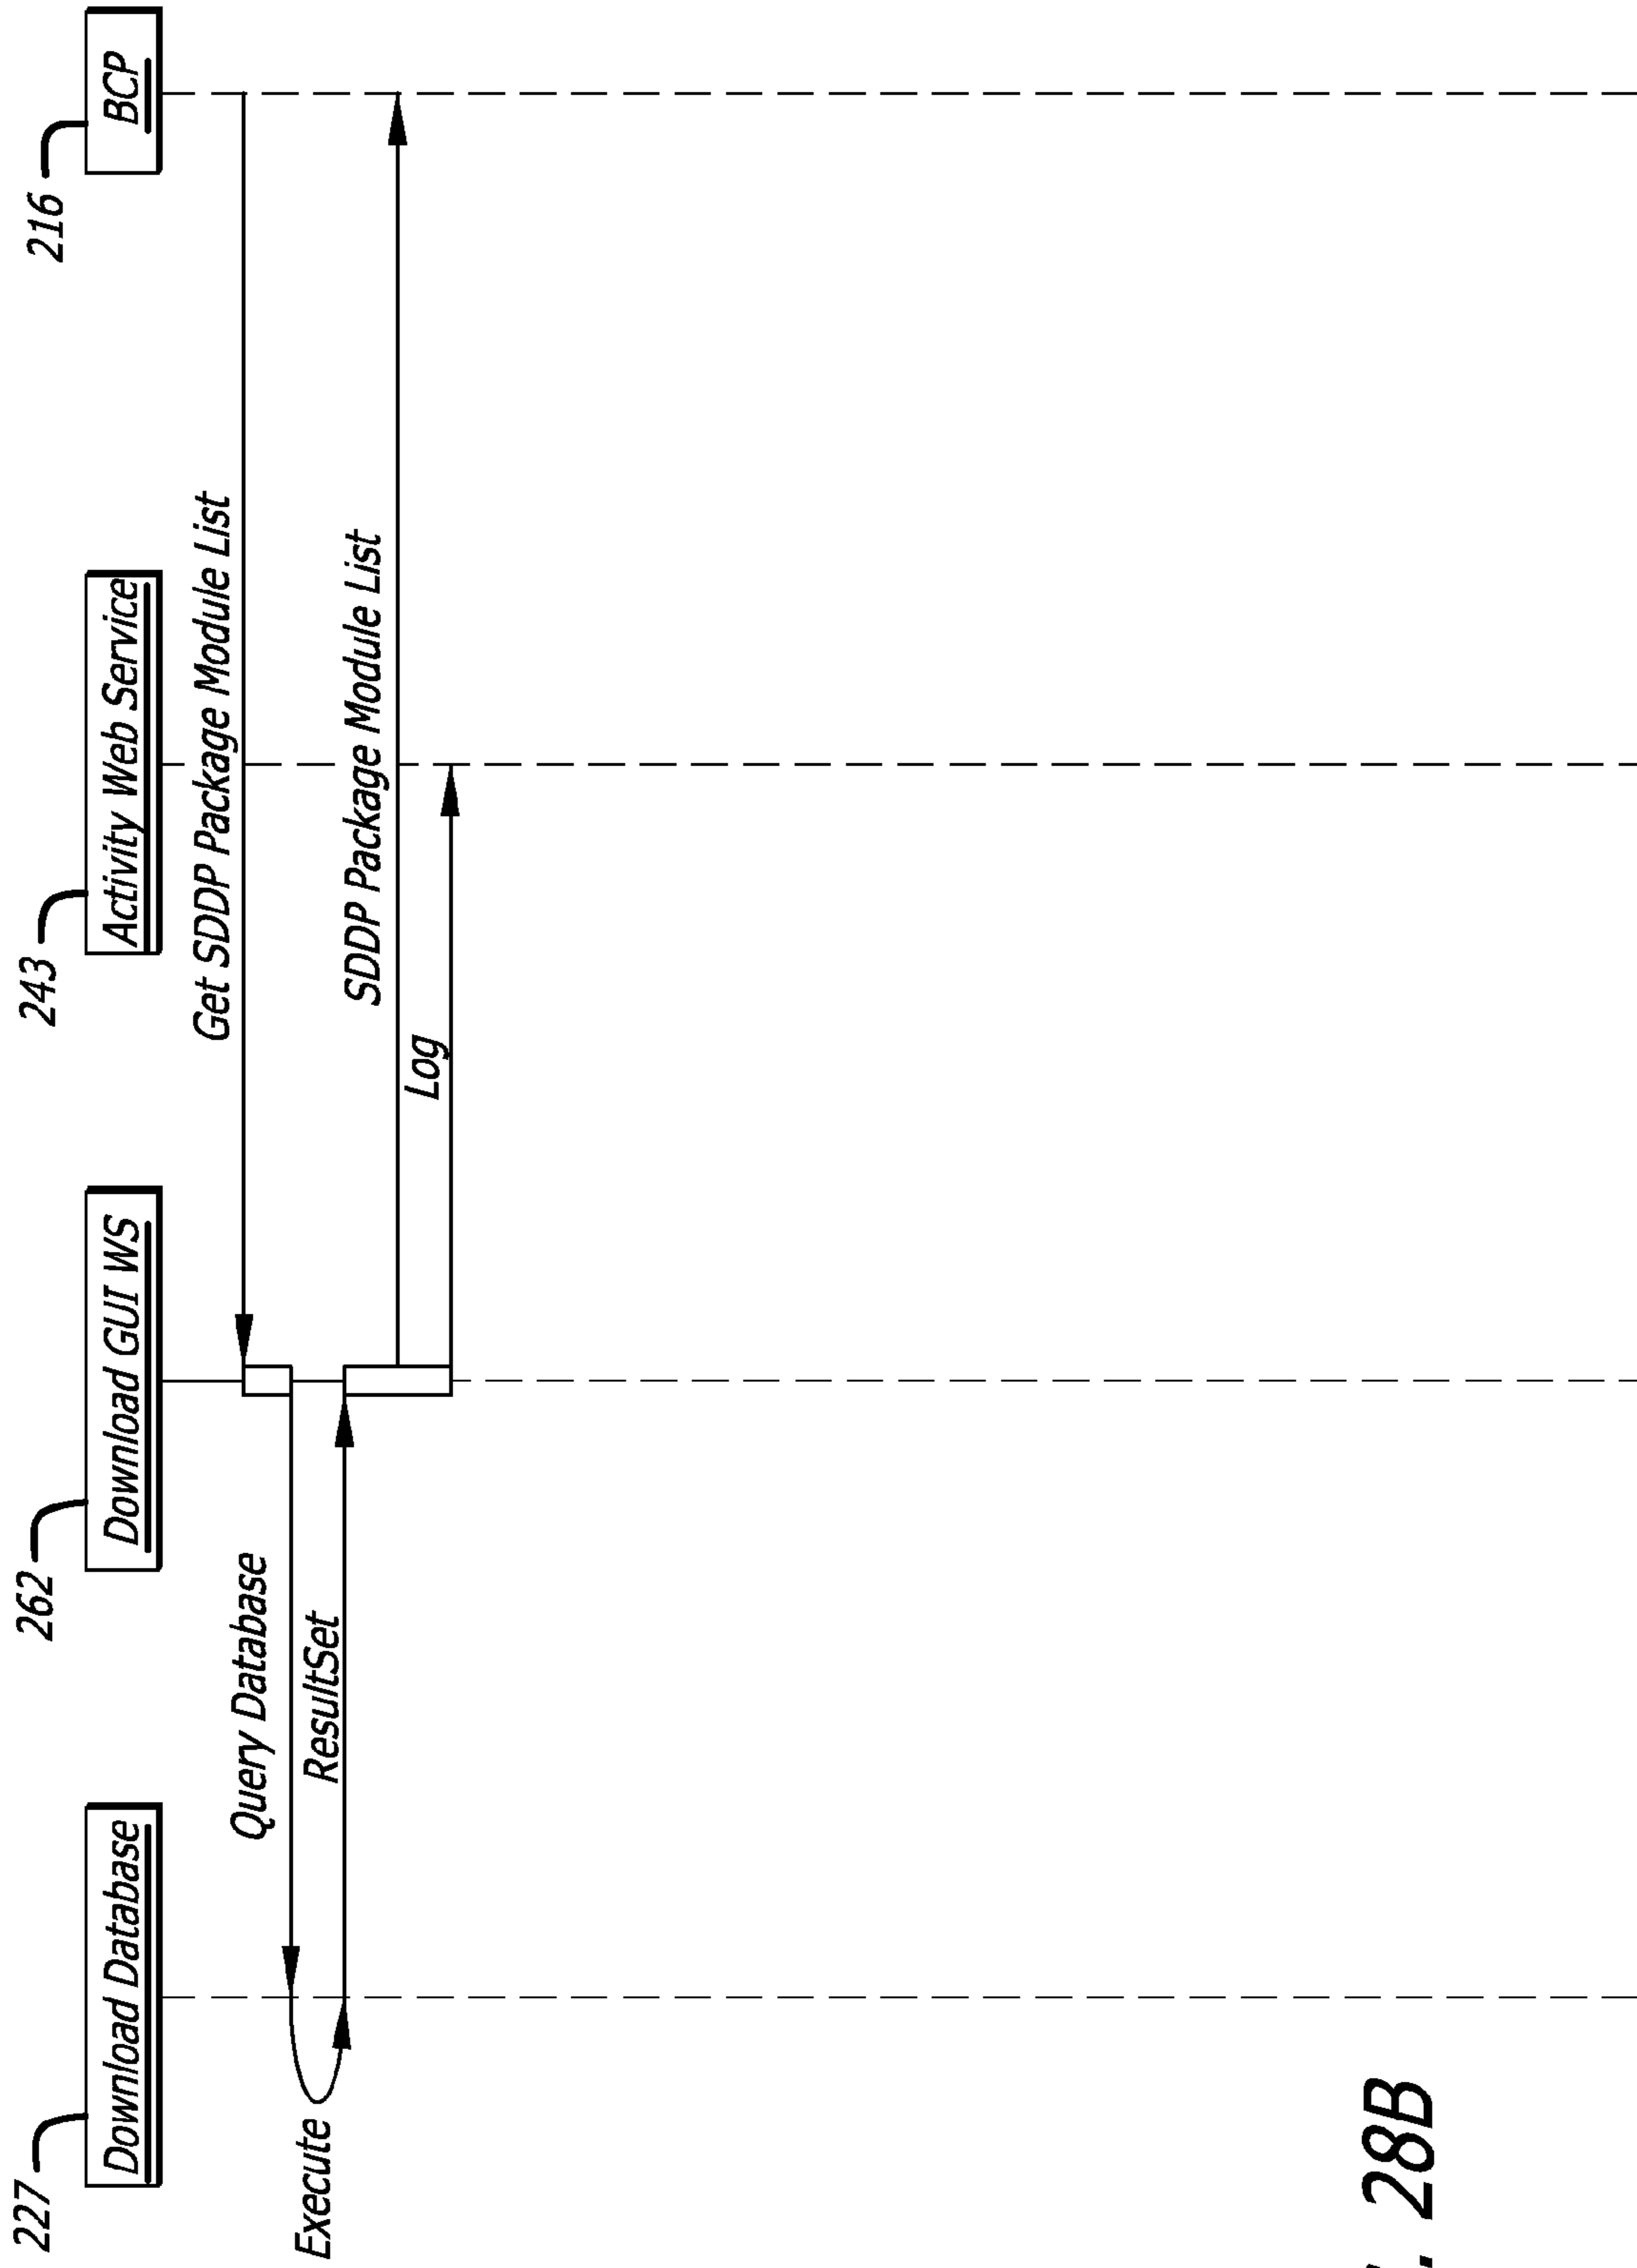 227
262
243
216
Download Database
Download GUI WS
Activity Web Service
BCP
Get SDDP Package Module List
Query Database
Execute
ResultSet
SDDP Package Module List
Log
. 28B